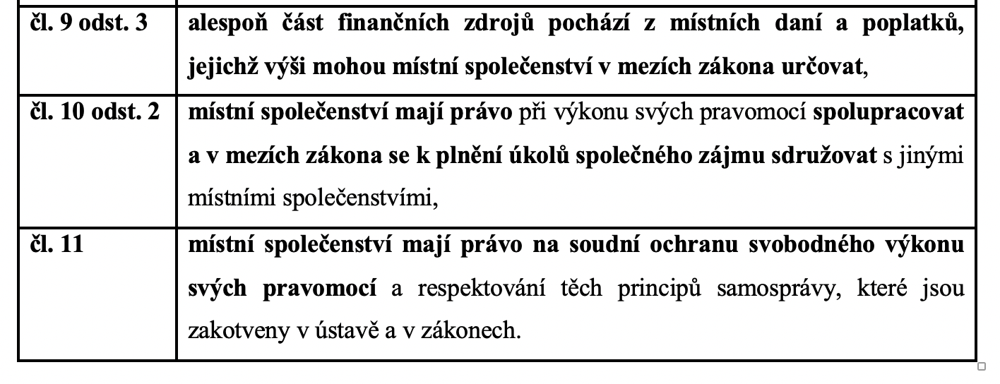 čl. 9 odst. 3
alespoň část finančních zdrojů pochází z místních daní a poplatků,
jejichž výši mohou místní společenství v mezích zákona určovat,
čl. 10 odst. 2
místní společenství mají právo při výkonu svých pravomocí spolupracovat
a v mezích zákona se k plnění úkolů společného zájmu sdružovat s jinými
místními společenstvími,
čl. 11
místní společenství mají právo na soudní ochranu svobodného výkonu
svých pravomocí a respektování těch principů samosprávy, které jsou
zakotveny v ústavě a v zákonech.